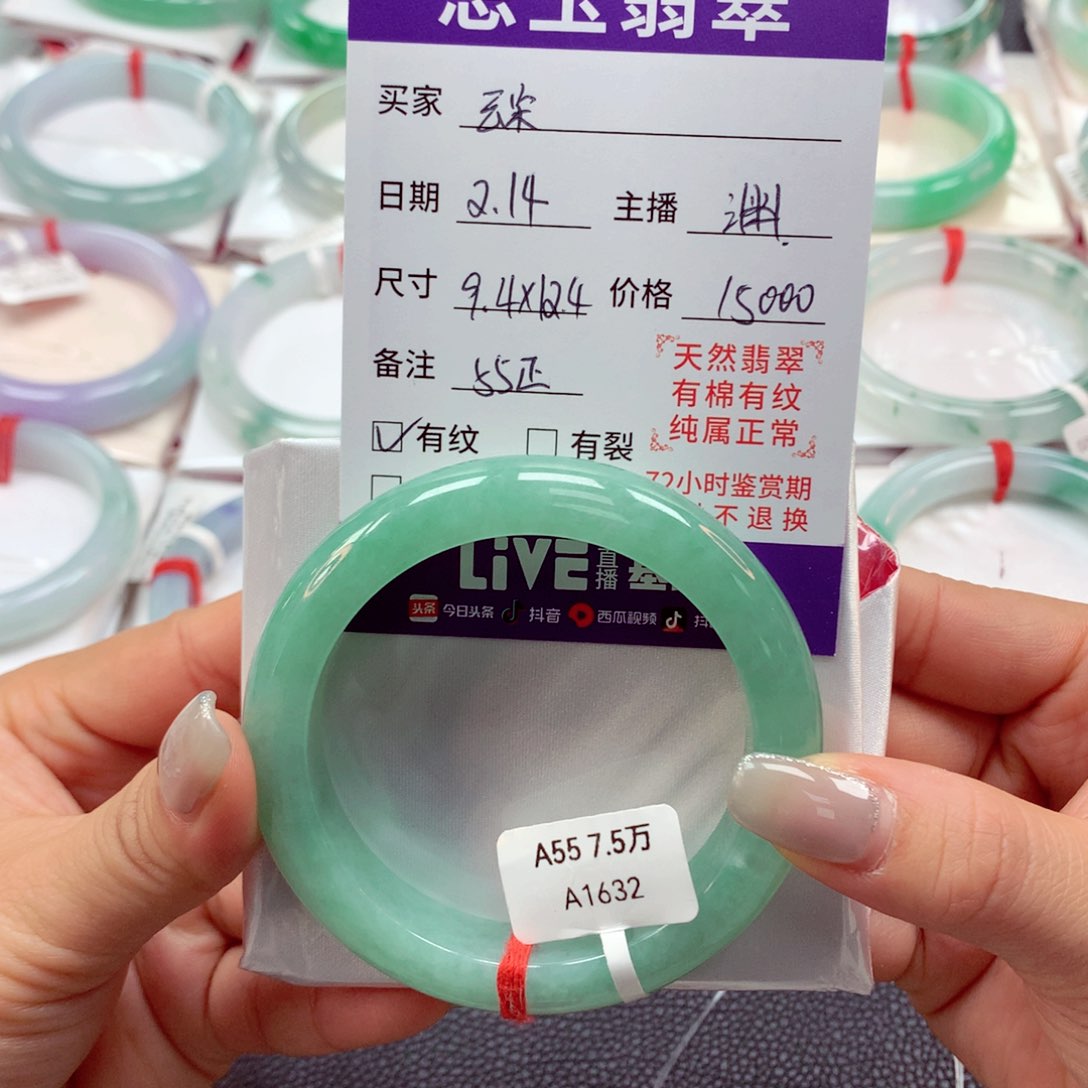 玉翡翠
买家
日期 2.14 主播
尺寸 9.4x12.4 价格 15000
备注 55正
天然翡翠
有棉有纹
纯属正常
有纹 有裂
72小时鉴赏期
不退换
LiVE 直播
头条 今日头条 抖音 西瓜视频 抖
A55 7.5万
A1632